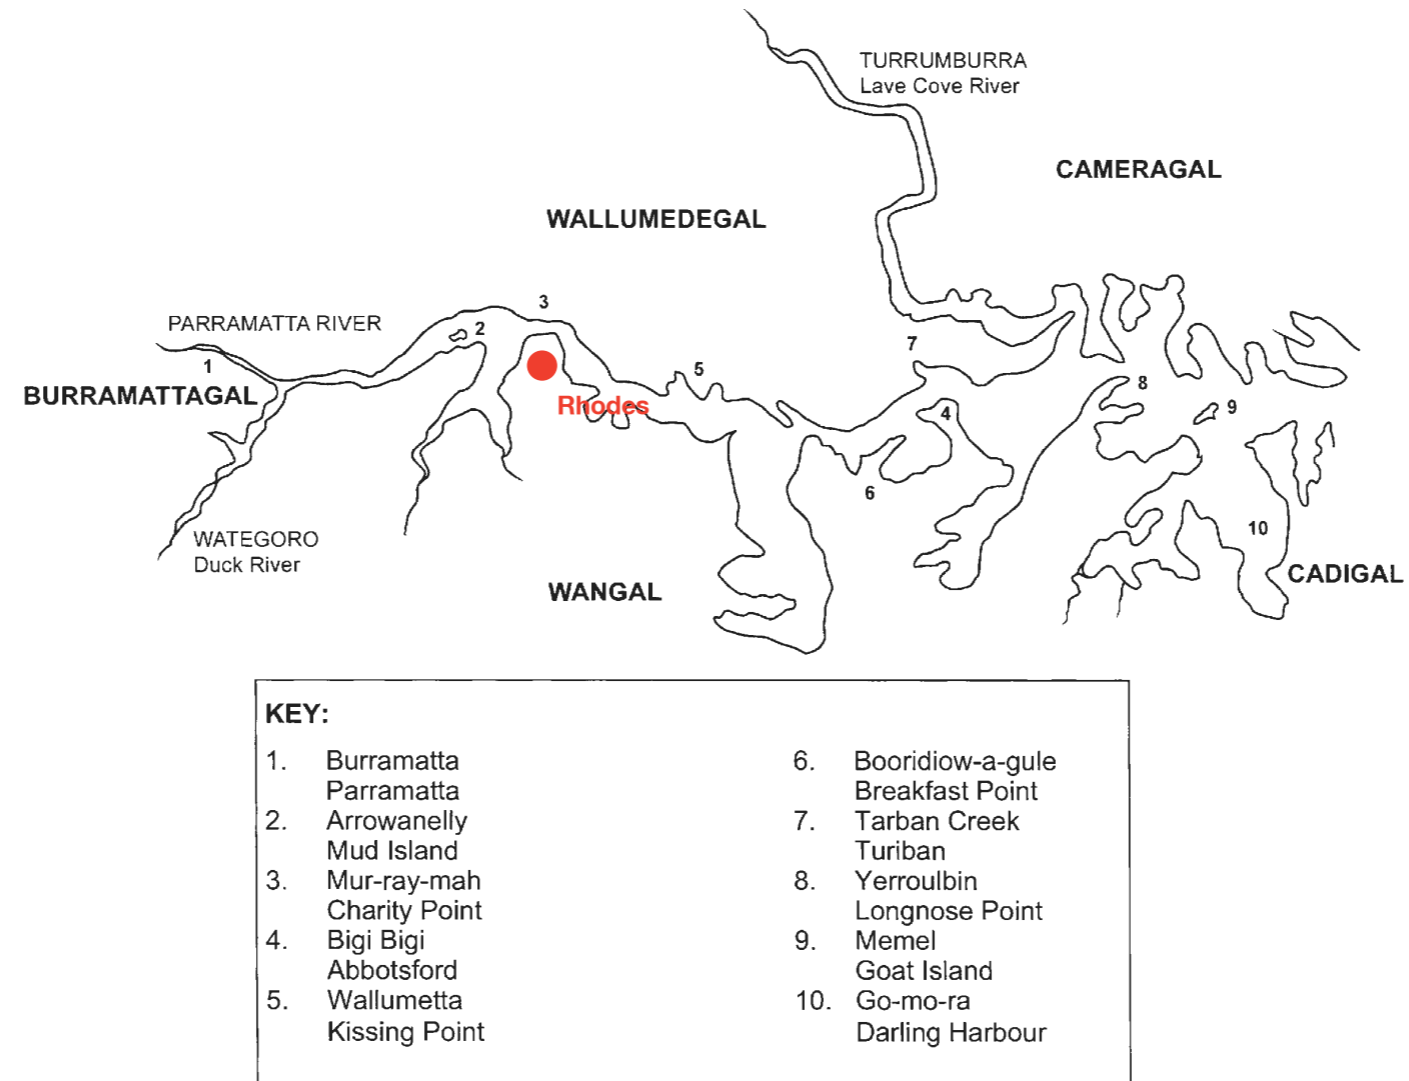 TURRUMBURRA
Lave Cove River
CAMERAGAL
WALLUMEDEGAL
3
PARRAMATTA RIVER
2
1
7
5
BURRAMATTAGAL
8
Rhodes
4
9
6
10
WATEGORO
Duck River
WANGAL
CADIGAL
KEY:
1. Burramatta
Parramatta
2. Arrowanelly
Mud Island
3. Mur-ray-mah
Charity Point
4. Bigi Bigi
Abbotsford
5. Wallumetta
Kissing Point
6. Booridiow-a-gule
Breakfast Point
7. Tarban Creek
Turiban
8. Yerroulbin
Longnose Point
9. Memel
Goat Island
10. Go-mo-ra
Darling Harbour